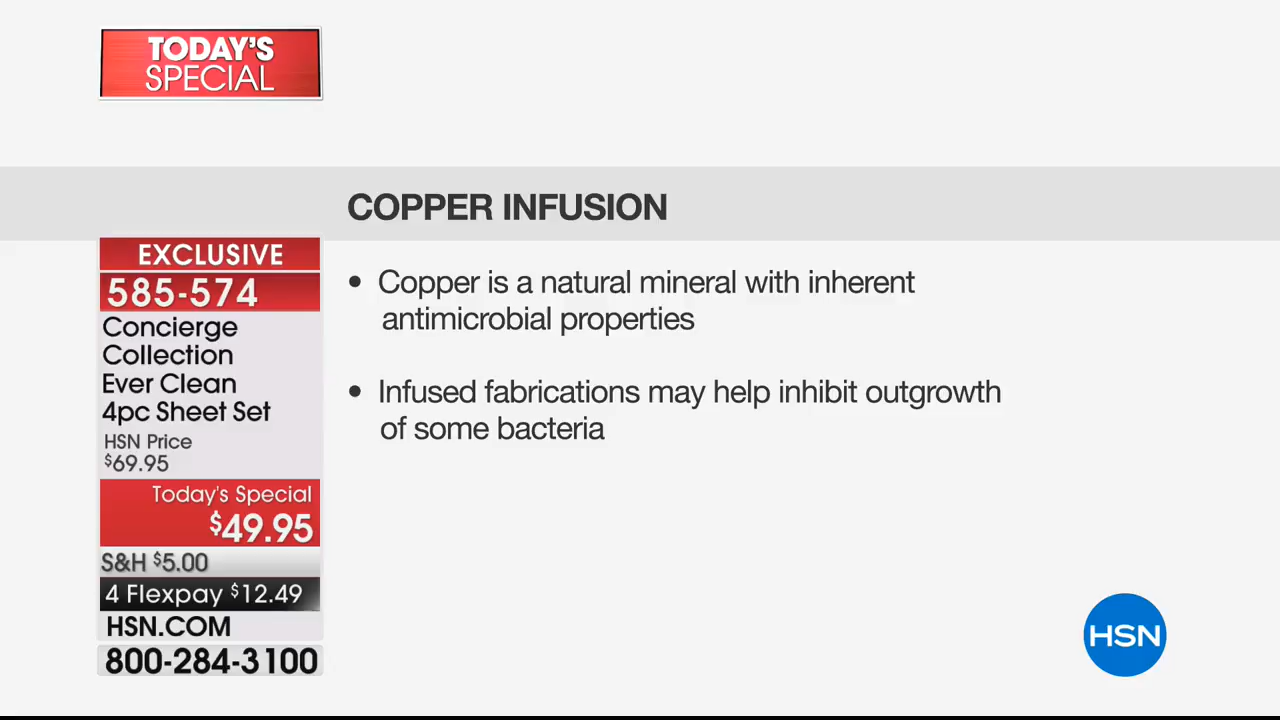 TODAY'S
SPECIAL
COPPER INFUSION
EXCLUSIVE
585-574
Concierge
Collection
Ever Clean
4pc Sheet Set
HSN Price
$69.95
Today's Special
$49.95
S&H $5.00
4 Flexpay $12.49
HSN.COM
800-284-3100
• Copper is a natural mineral with inherent
antimicrobial properties
• Infused fabrications may help inhibit outgrowth
of some bacteria
HSN